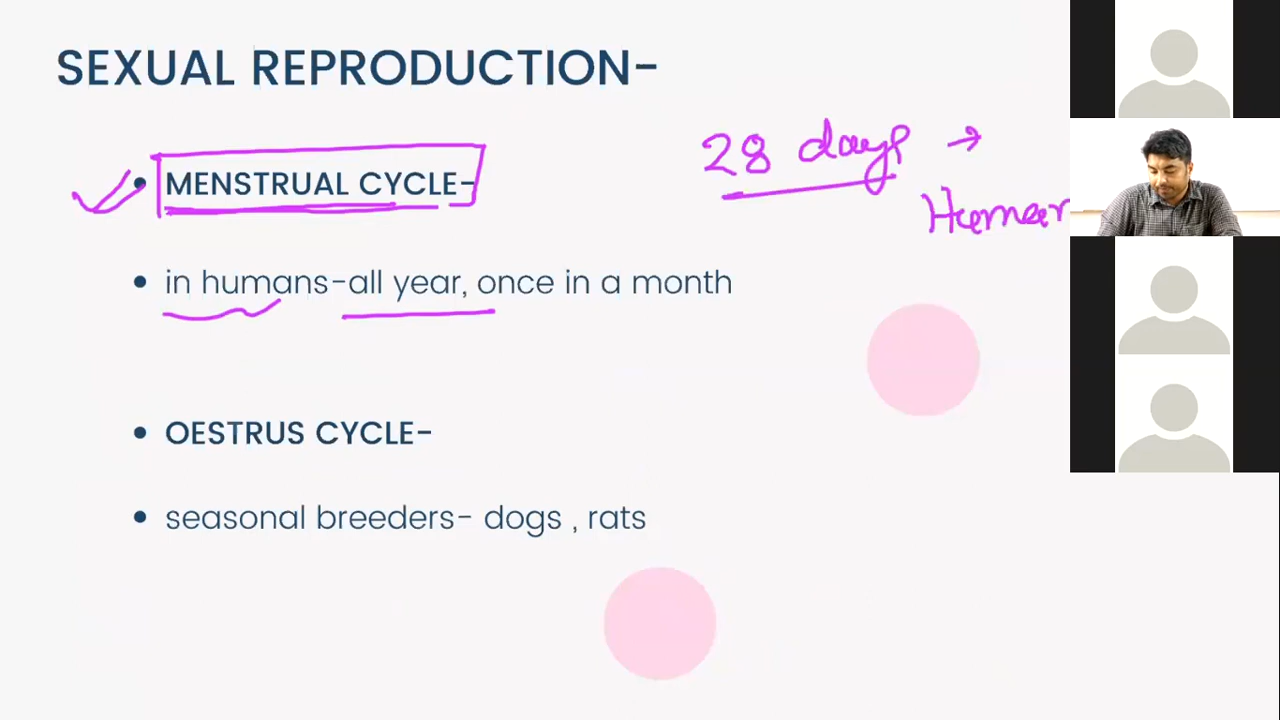 SEXUAL REPRODUCTION-
28 days →
• MENSTRUAL CYCLE-
Human
• in humans-all year, once in a month
• OESTRUS CYCLE-
• seasonal breeders- dogs , rats